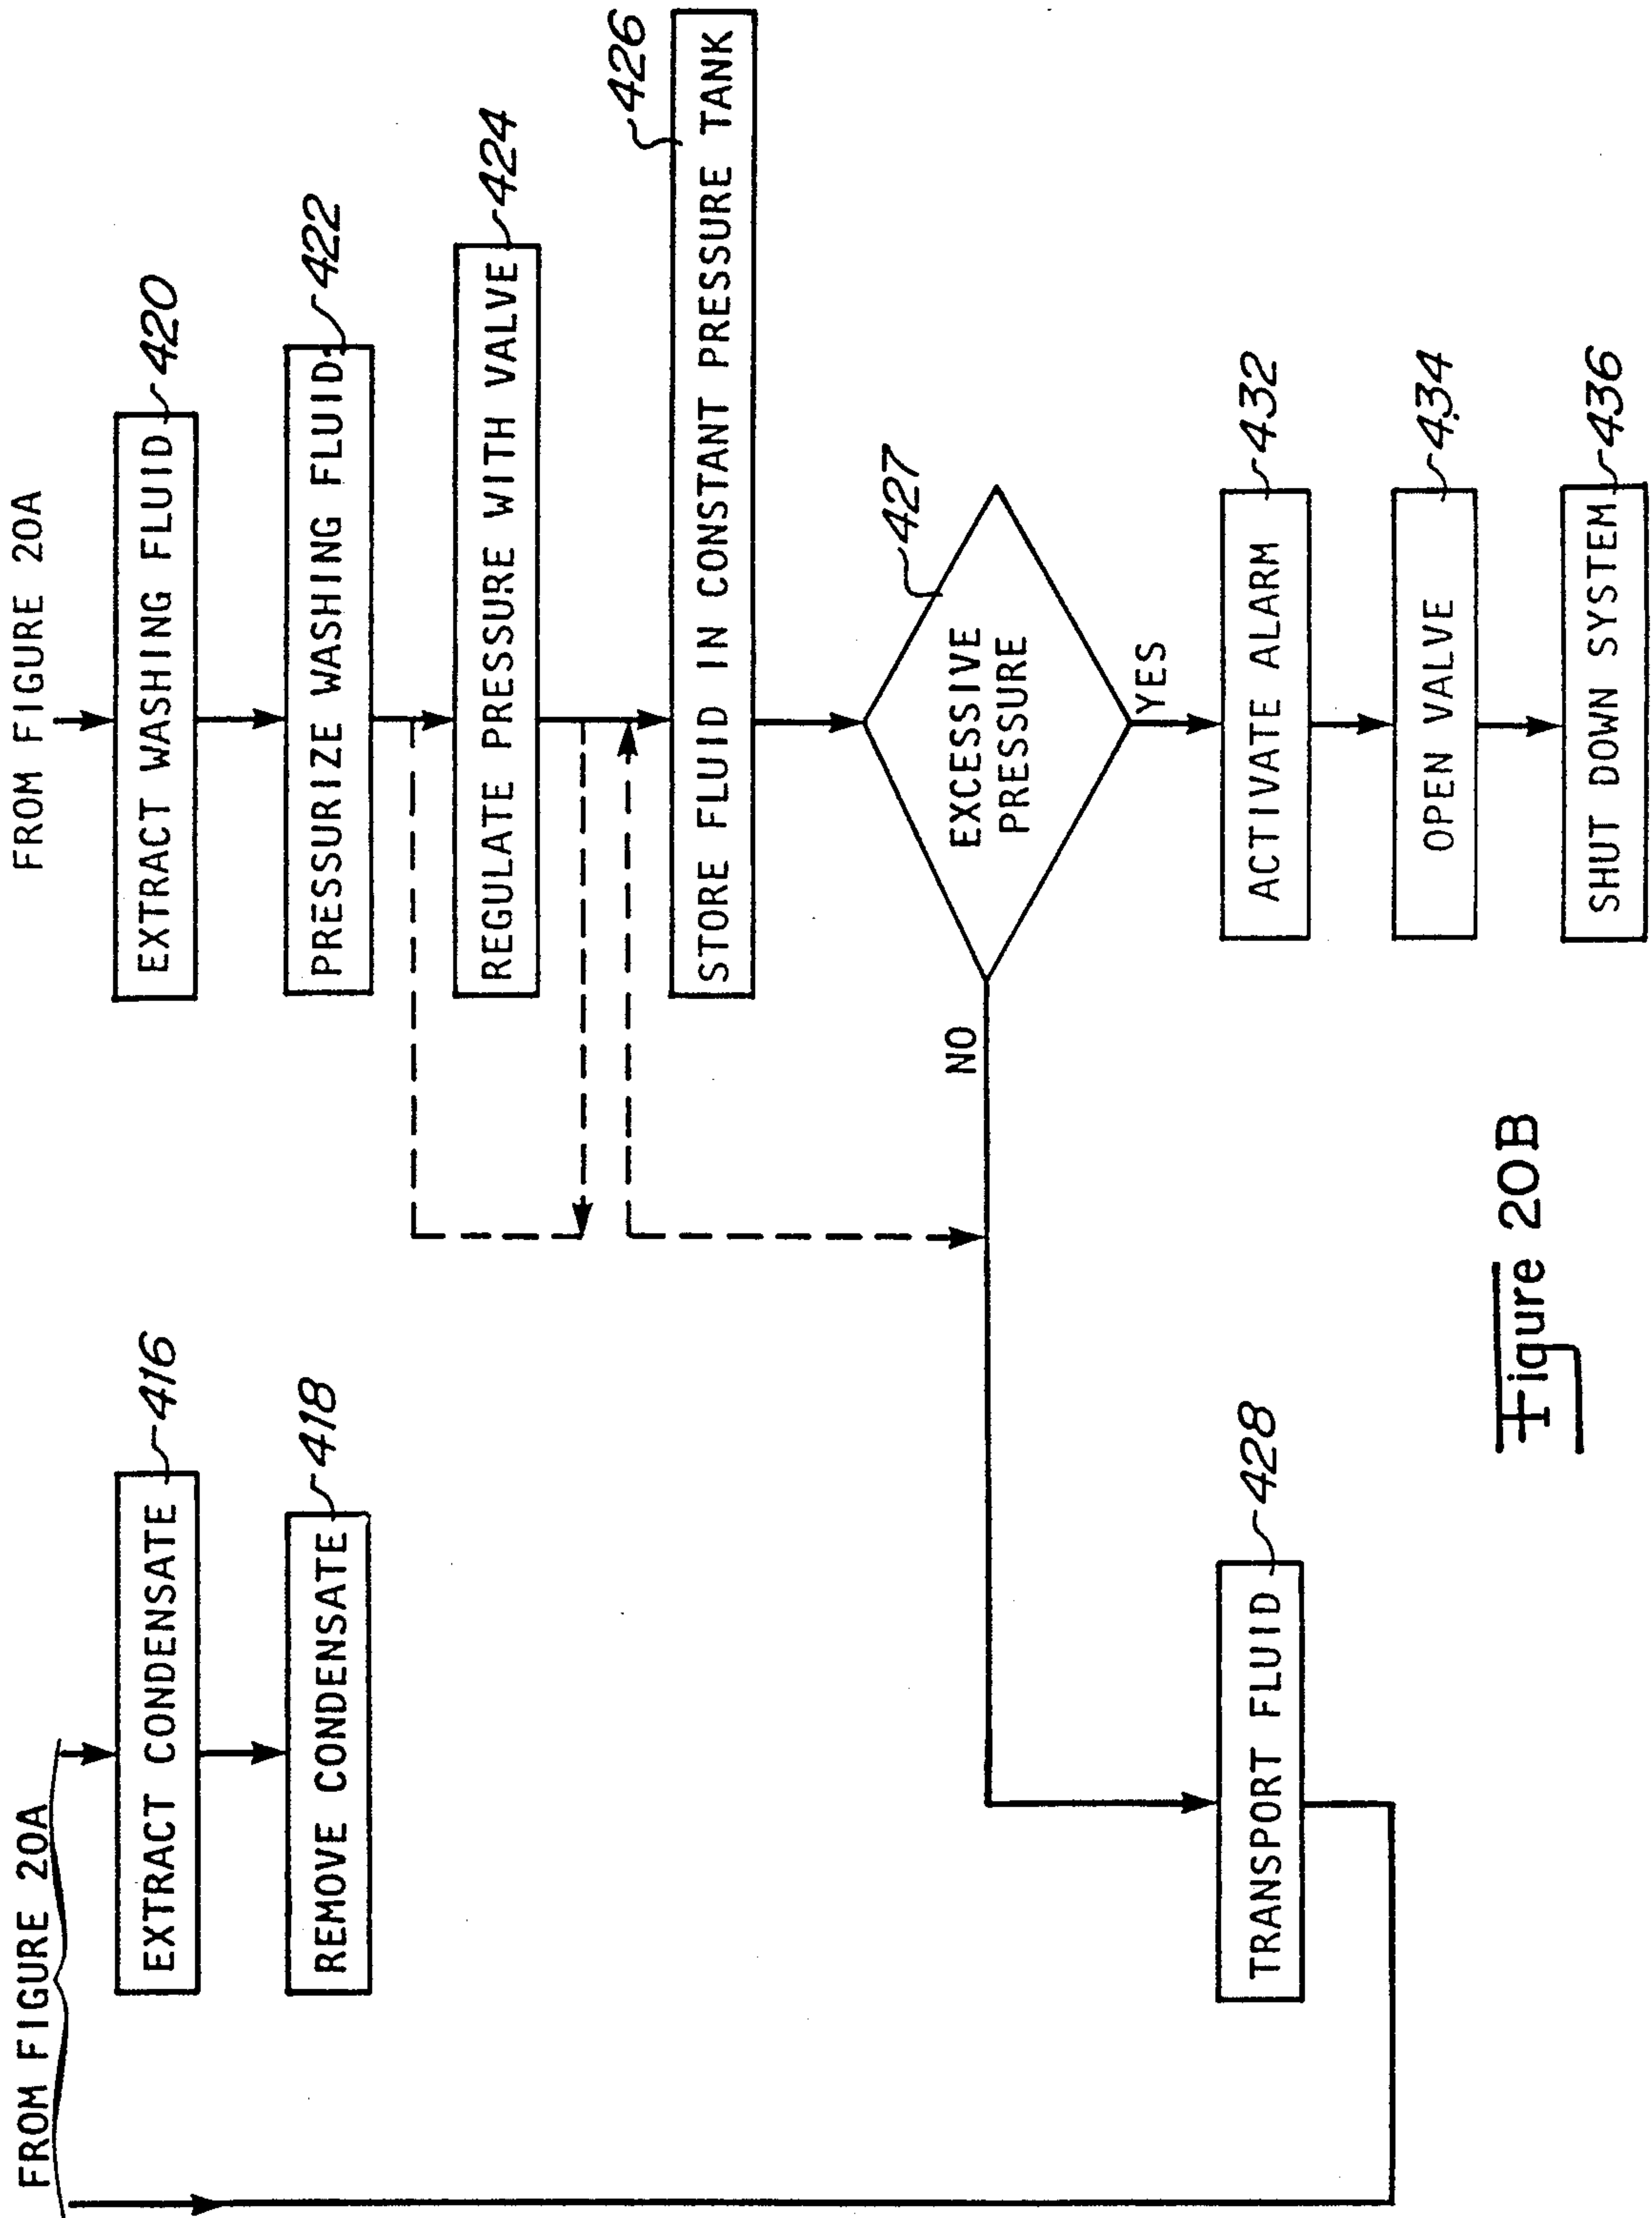 FROM FIGURE 20A
EXTRACT CONDENSATE
416
REMOVE CONDENSATE
418
FROM FIGURE 20A
EXTRACT WASHING FLUID
420
PRESSURIZE WASHING FLUID
422
REGULATE PRESSURE WITH VALVE
424
STORE FLUID IN CONSTANT PRESSURE TANK
426
EXCESSIVE
PRESSURE
427
NO
YES
TRANSPORT FLUID
428
ACTIVATE ALARM
432
OPEN VALVE
434
SHUT DOWN SYSTEM
436
Figure 20B